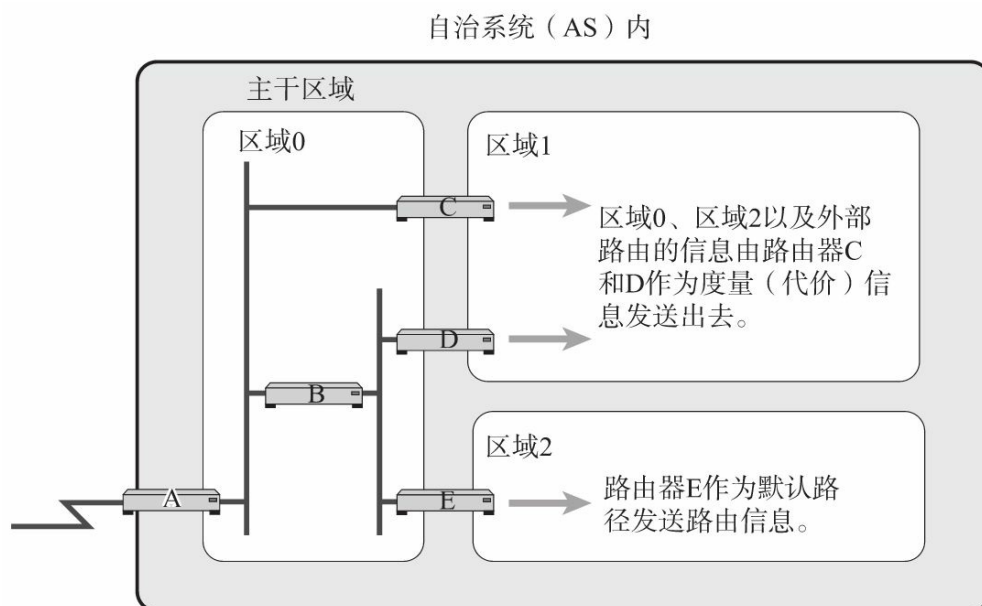 自治系统（AS）内
主干区域
区域0
区域1
C
区域0、区域2以及外部
路由的信息由路由器C
和D作为度量（代价）信
息发送出去。
D
B
区域2
A
E
路由器E作为默认路
径发送路由信息。